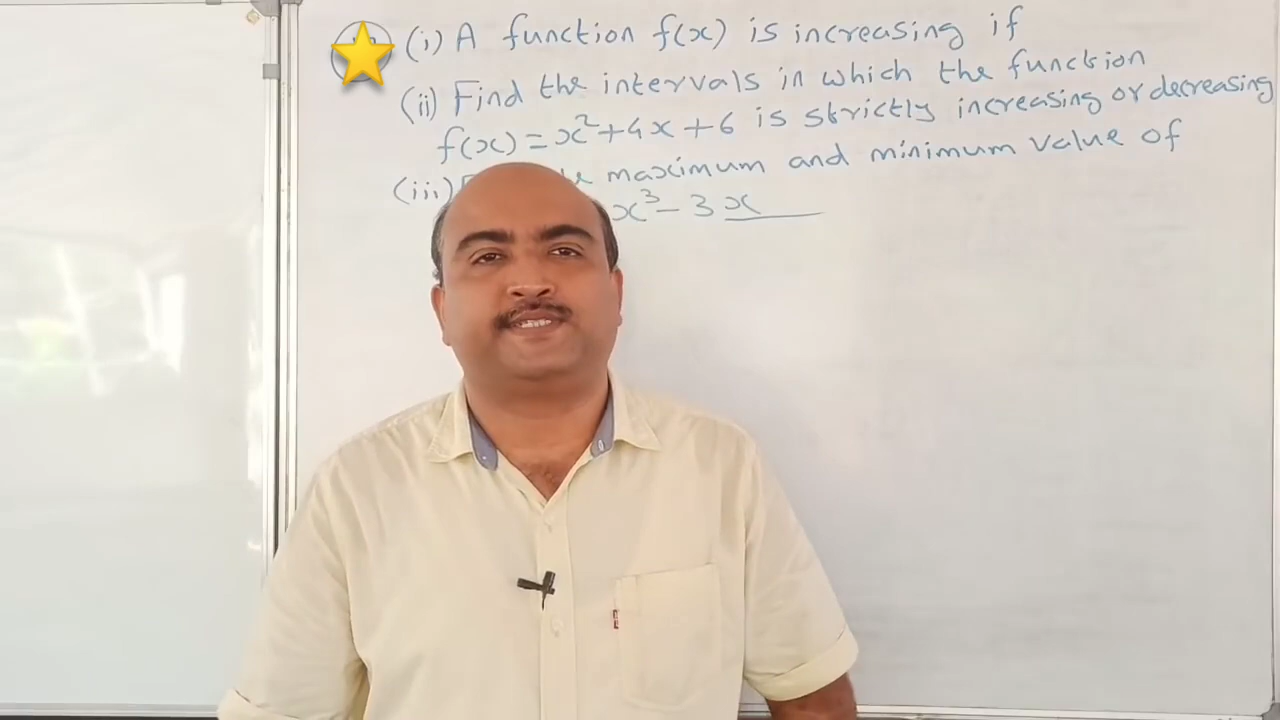 (i) A function f(x) is increasing if
(ii) Find the intervals in which the function
f(x) = x²+4x+6 is strictly increasing or decreasing
(iii) maximum and minimum value of
x³-3x